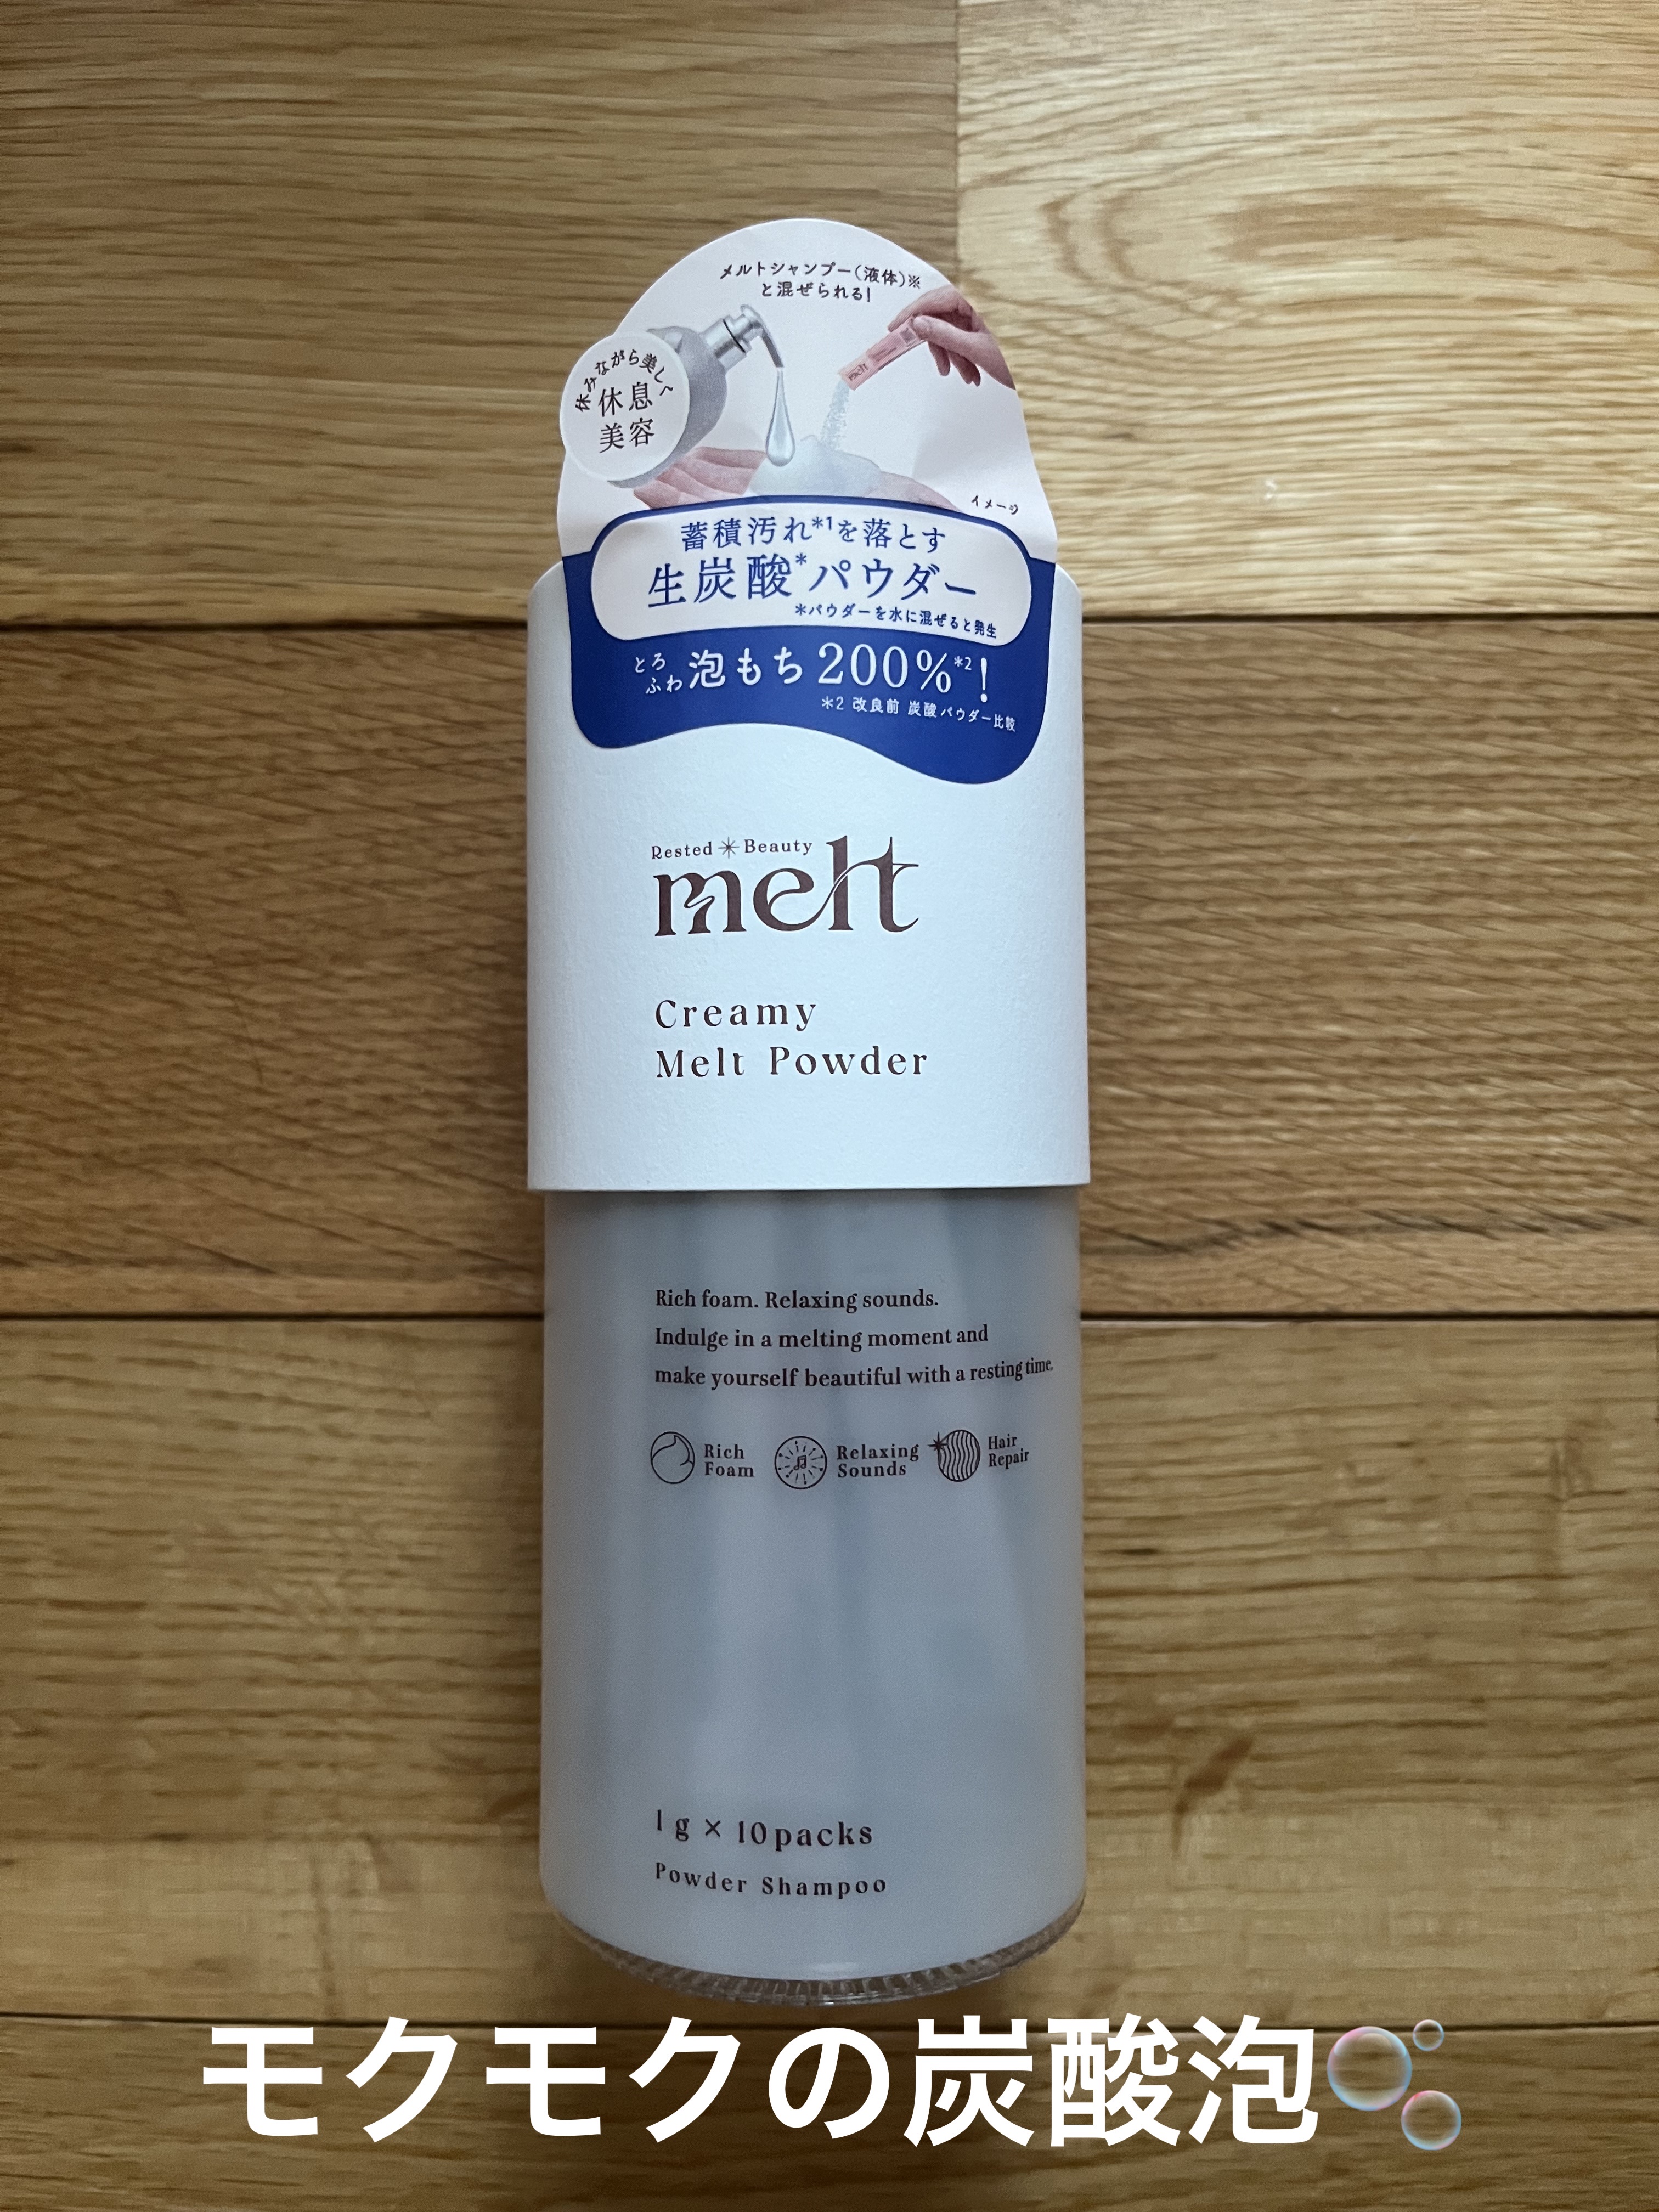 メルトシャンプー(液体)※
と混ぜられる!
休みながら美しく
休息
美容
melt
イメージ
蓄積汚れ*1を落とす
生炭酸*パウダー
*パウダーを水に混ぜると発生
とろ
ふわ泡もち200%*2!
*2 改良前 炭酸パウダー比較
Rested Beauty
melt
Creamy
Melt Powder
Rich foam. Relaxing sounds.
Indulge in a melting moment and
make yourself beautiful with a resting time.
Rich
Foam
Relaxing
Sounds
Hair
Repair
1g×10packs
Powder Shampoo
モクモクの炭酸泡🫧